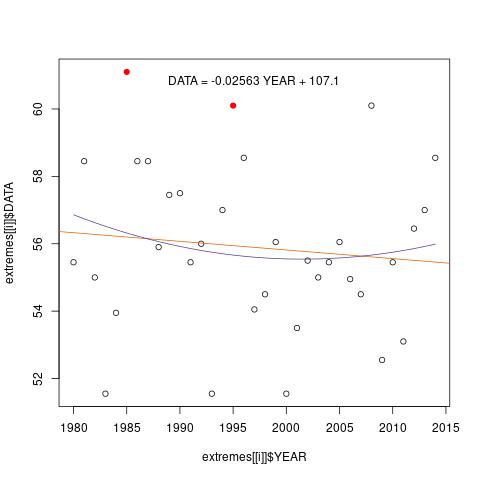 DATA = -0.02563 YEAR + 107.1
60
58
56
54
52
extremes[[i]]$DATA
1980 1985 1990 1995 2000 2005 2010 2015
extremes[[i]]$YEAR